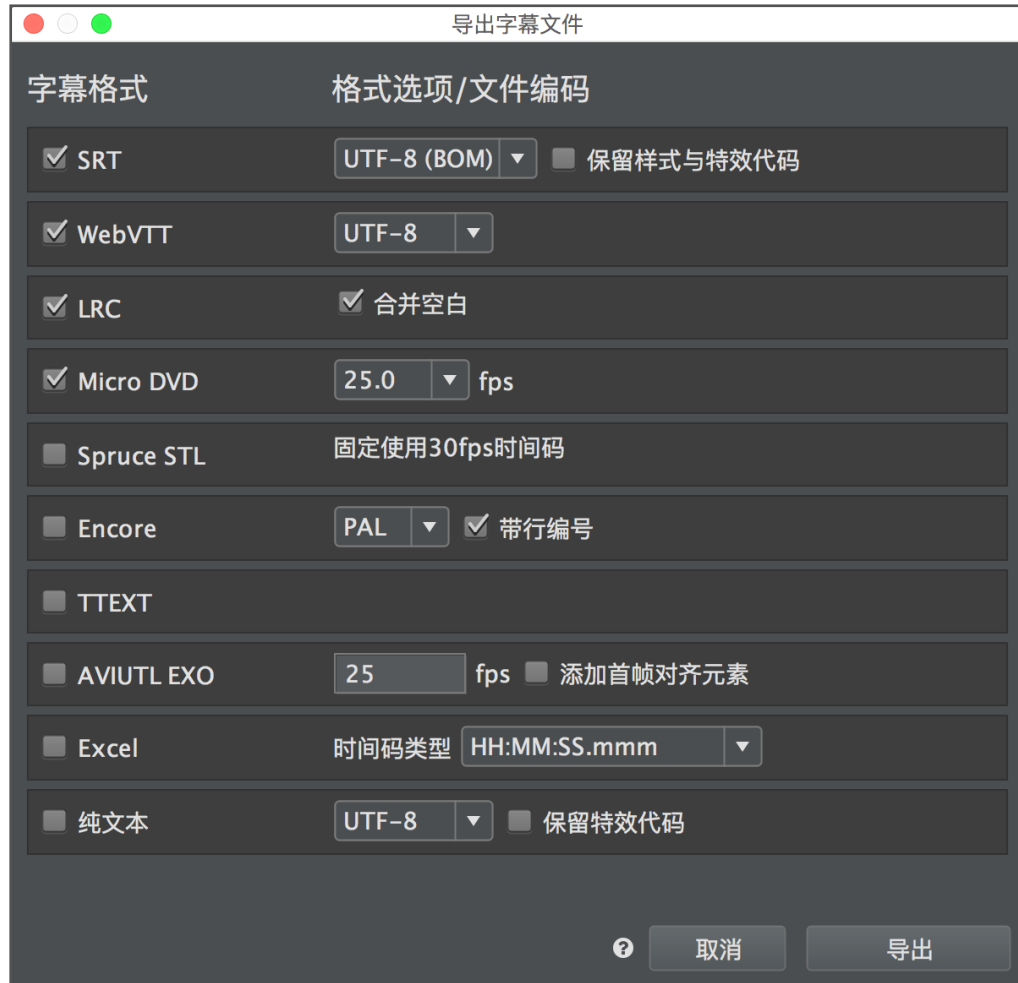 导出字幕文件
字幕格式 格式选项/文件编码
SRT UTF-8 (BOM) 保留样式与特效代码
WebVTT UTF-8
LRC 合并空白
Micro DVD 25.0 fps
Spruce STL 固定使用30fps时间码
Encore PAL 带行编号
TTEXT
AVIUTL EXO 25 fps 添加首帧对齐元素
Excel 时间码类型 HH:MM:SS.mmm
纯文本 UTF-8 保留特效代码
? 取消 导出